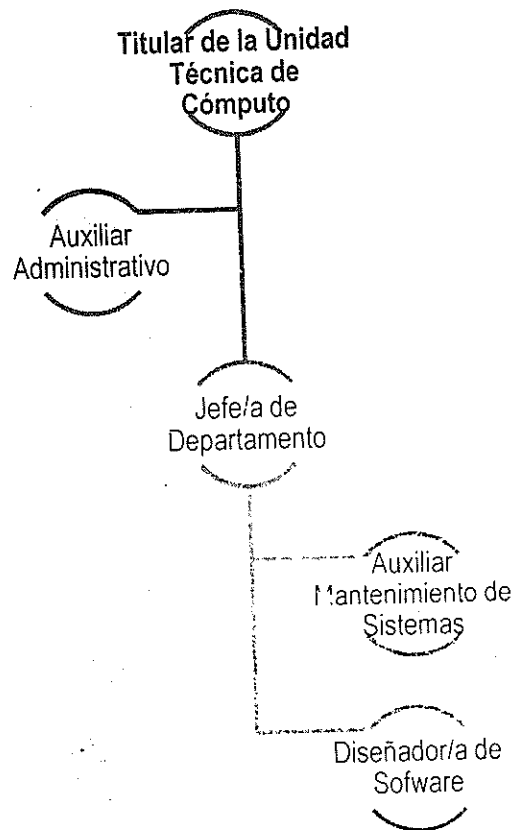 Titular de la Unidad
Técnica de
Cómputo
Auxiliar
Administrativo
Jefe/a de
Departamento
Auxiliar
Mantenimiento de
Sistemas
Diseñador/a de
Sofware